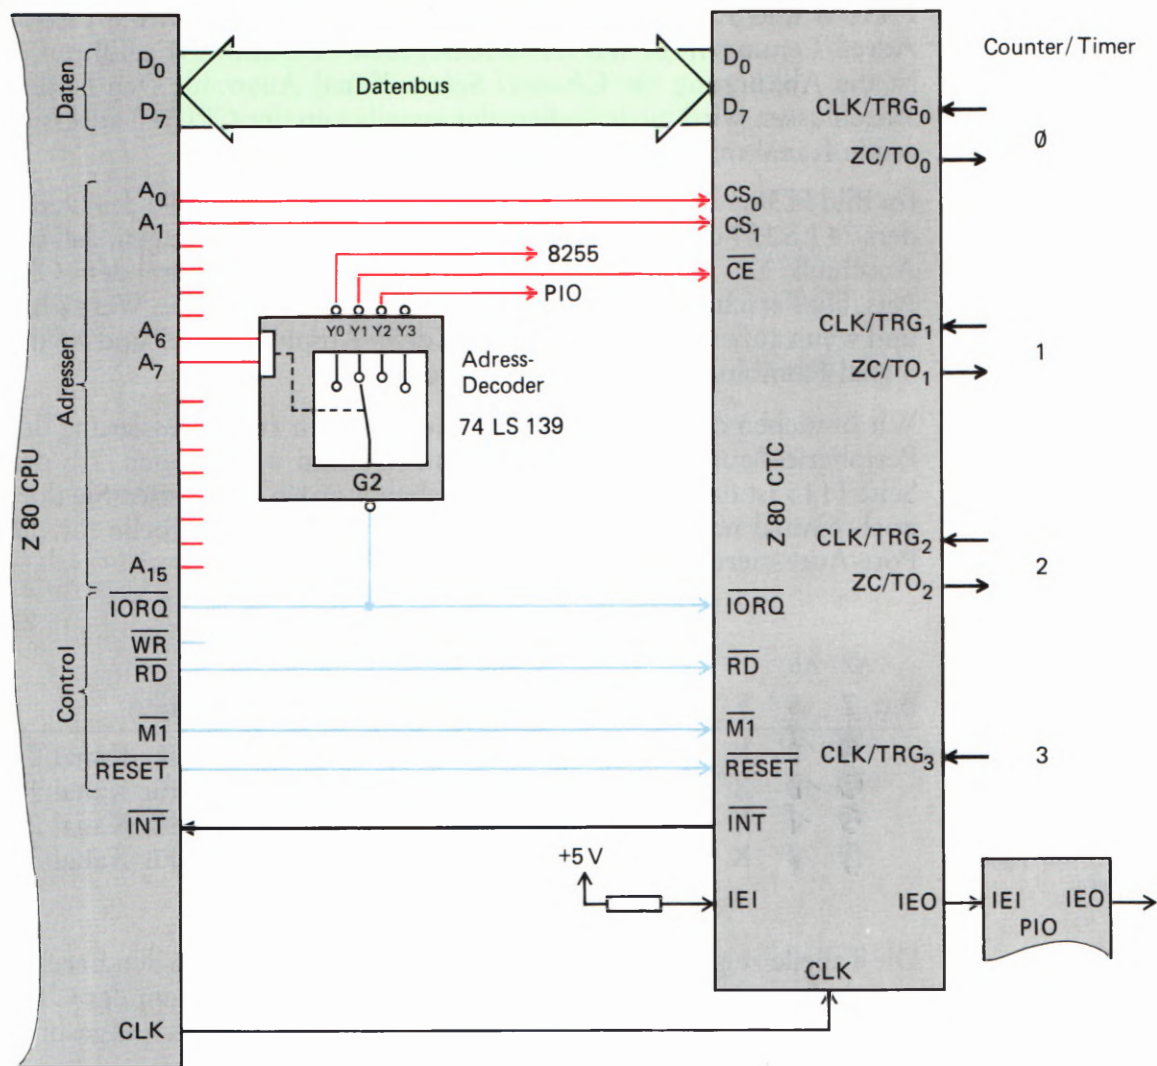 Counter/Timer
Daten
D0
D7
Datenbus
D0
D7
CLK/TRG0
ZC/TO0
Ø
Adressen
A0
A1
A6
A7
A15
CS0
CS1
CE
8255
PIO
Y0 Y1 Y2 Y3
G2
Adress-
Decoder
74 LS 139
CLK/TRG1
ZC/TO1
1
Z 80 CPU
Z 80 CTC
CLK/TRG2
ZC/TO2
2
Control
IORQ
WR
RD
M1
RESET
INT
IORQ
RD
M1
RESET
INT
CLK/TRG3
3
+5 V
IEI
IEO
IEI
IEO
PIO
CLK
CLK